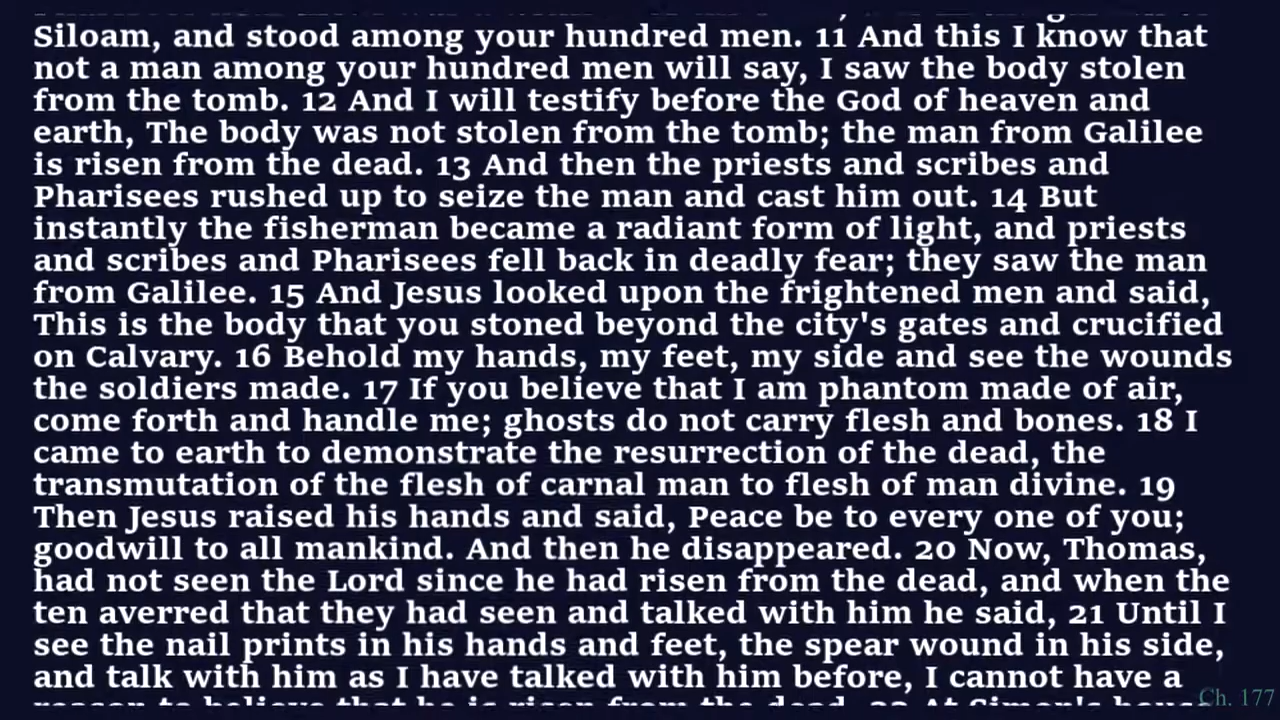 Siloam, and stood among your hundred men. 11 And this I know that
not a man among your hundred men will say, I saw the body stolen
from the tomb. 12 And I will testify before the God of heaven and
earth, The body was not stolen from the tomb; the man from Galilee
is risen from the dead. 13 And then the priests and scribes and
Pharisees rushed up to seize the man and cast him out. 14 But
instantly the fisherman became a radiant form of light, and priests
and scribes and Pharisees fell back in deadly fear; they saw the man
from Galilee. 15 And Jesus looked upon the frightened men and said,
This is the body that you stoned beyond the city's gates and crucified
on Calvary. 16 Behold my hands, my feet, my side and see the wounds
the soldiers made. 17 If you believe that I am phantom made of air,
come forth and handle me; ghosts do not carry flesh and bones. 18 I
came to earth to demonstrate the resurrection of the dead, the
transmutation of the flesh of carnal man to flesh of man divine. 19
Then Jesus raised his hands and said, Peace be to every one of you;
goodwill to all mankind. And then he disappeared. 20 Now, Thomas,
had not seen the Lord since he had risen from the dead, and when the
ten averred that they had seen and talked with him he said, 21 Until I
see the nail prints in his hands and feet, the spear wound in his side,
and talk with him as I have talked with him before, I cannot have a
reason to believe that he is risen from the dead. 22 At Simon's house
Ch. 177